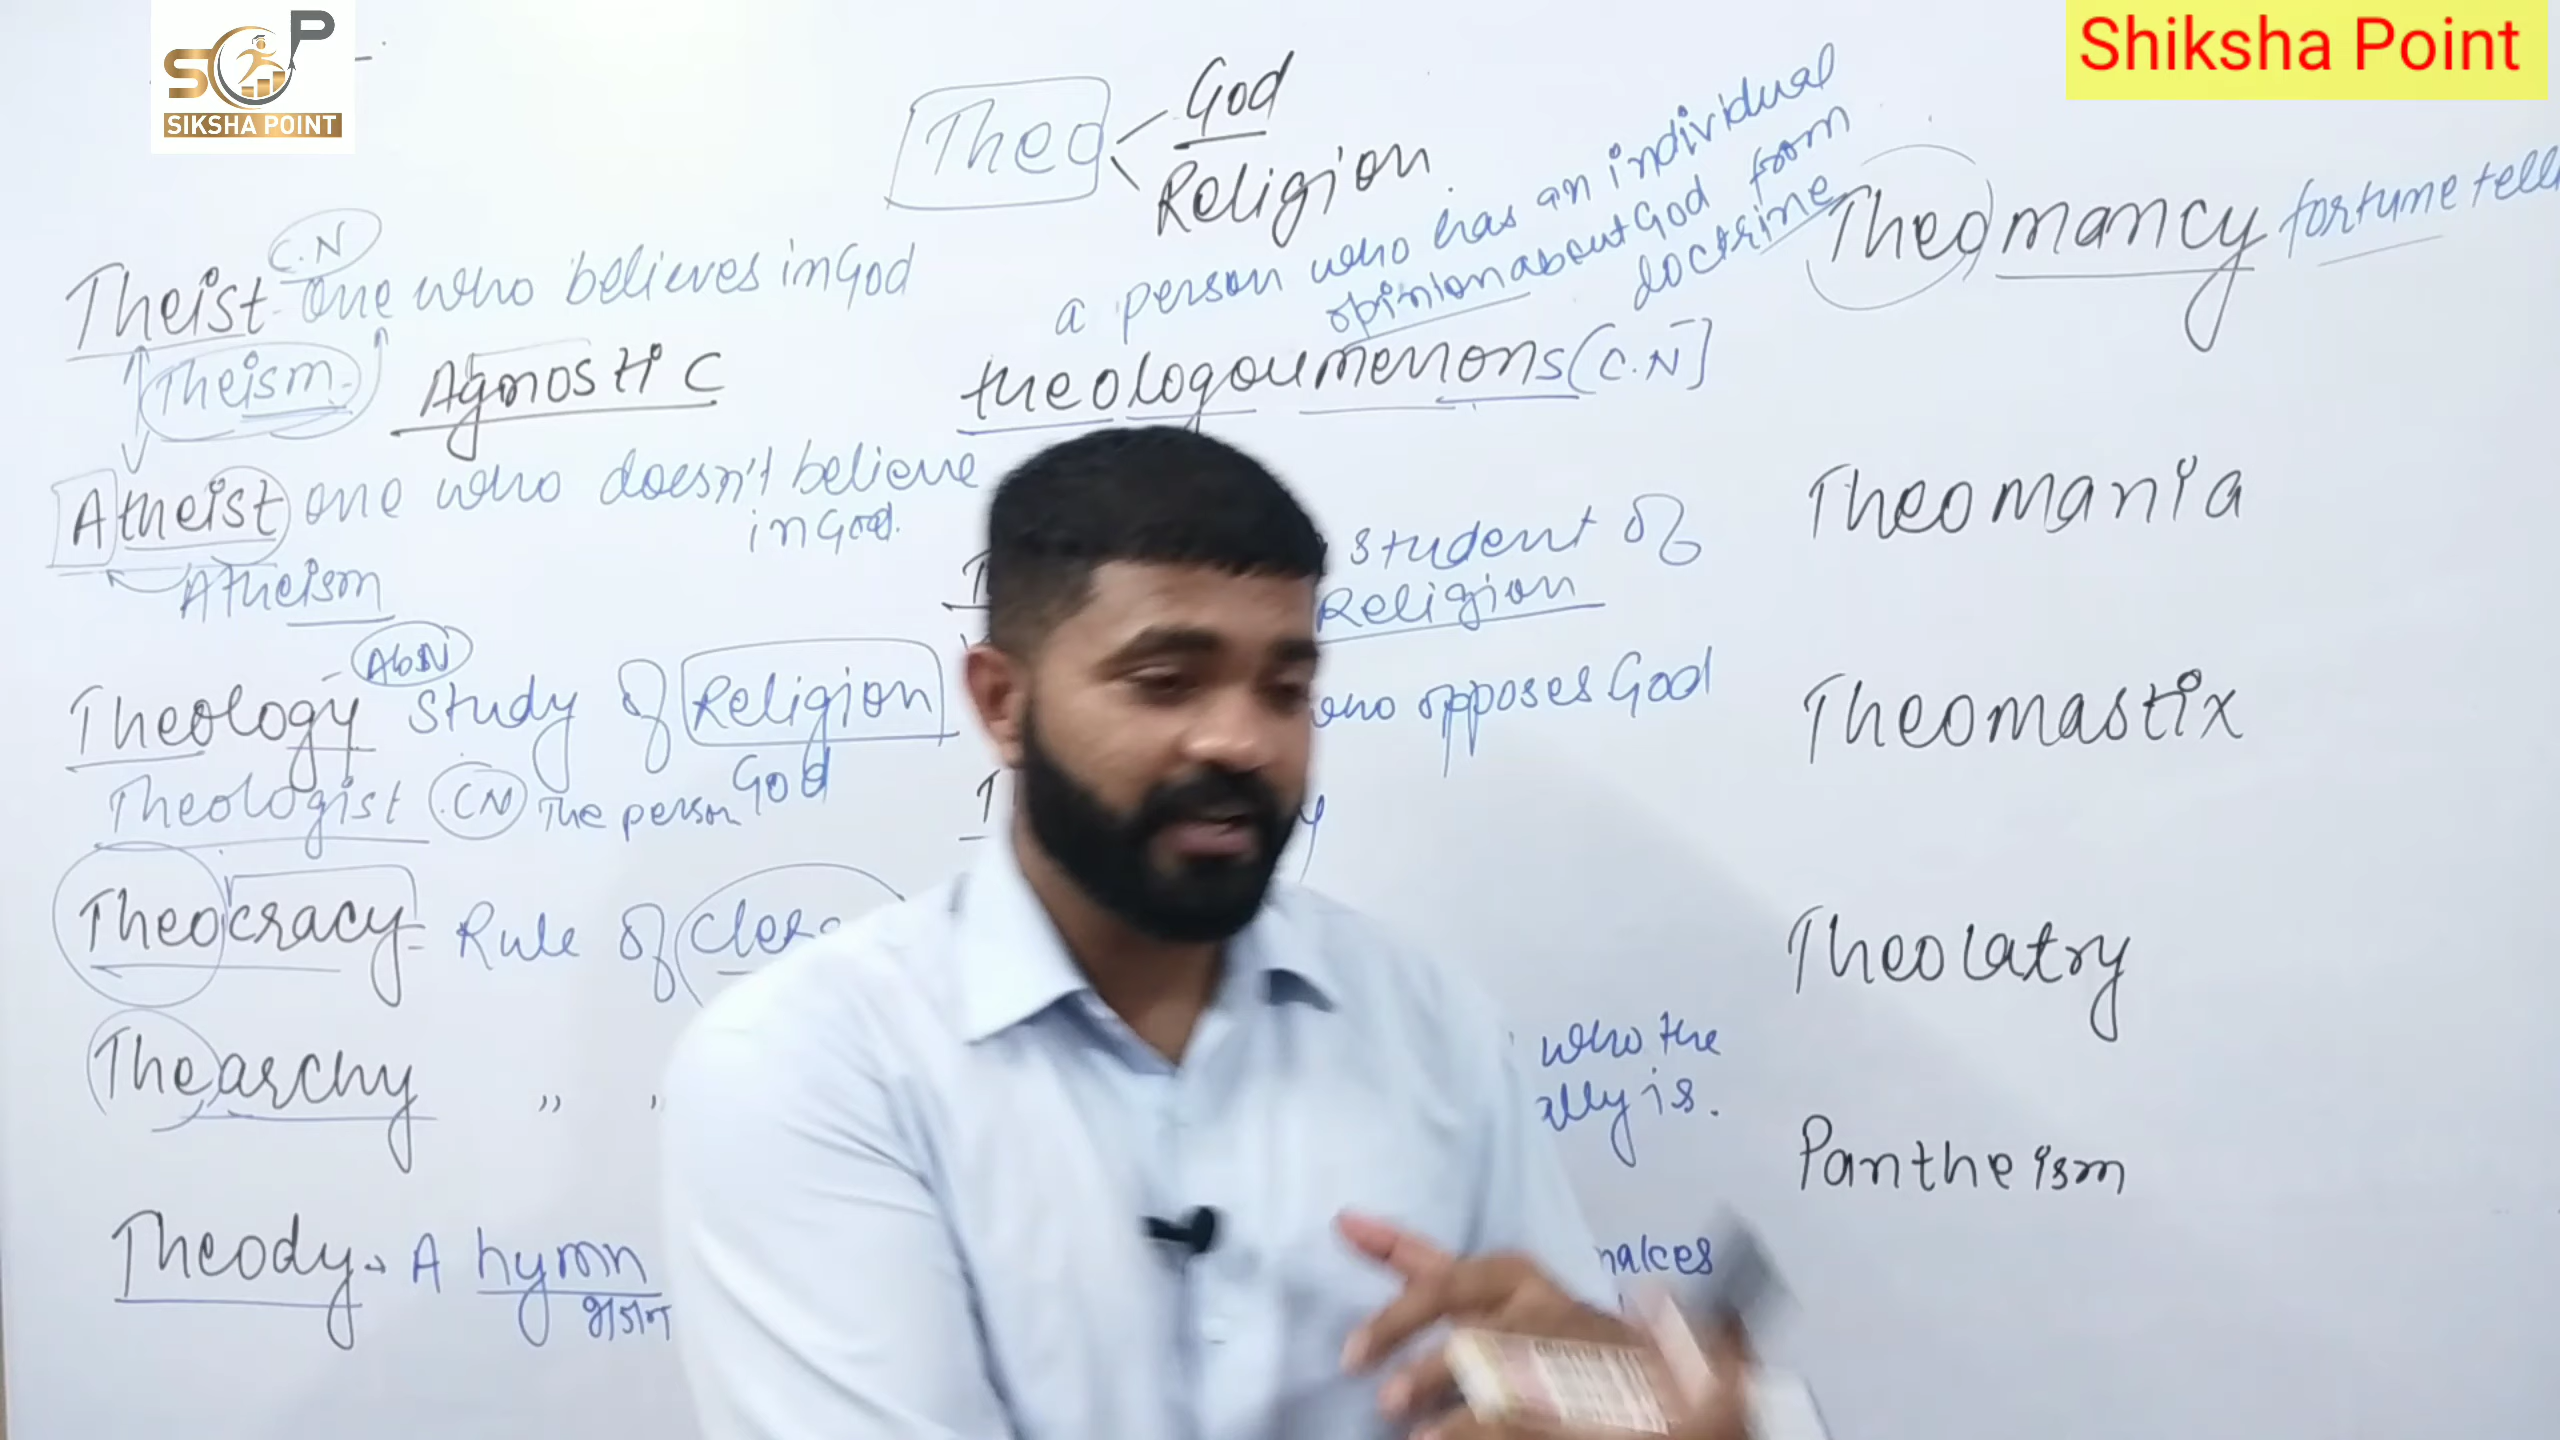 SOP
SIKSHA POINT
Shiksha Point
Theo
God
Religion.
C.N
Theist - one who believes in God
Theism
Agnostic
Atheist one who doesn't believe
in God.
Atheism
AbN
Theology study of Religion
God
Theologist CN The person
Theocracy = Rule of
Thearchy " "
Theody → A hymn
भजन
a person who has an individual
opinion about God from
doctrine
theologoumenons [C.N]
student of
Religion
who opposes God
who the
is.
makes
Theomancy fortune tell
Theomania
Theomastix
Theolatry
Pantheism